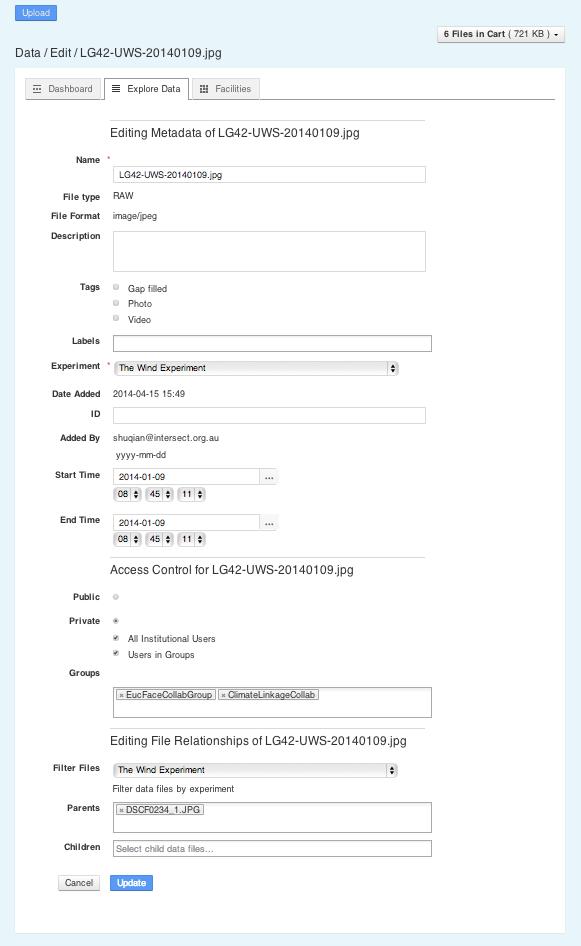 Upload
6 Files in Cart ( 721 KB )
Data / Edit / LG42-UWS-20140109.jpg
Dashboard Explore Data Facilities
Editing Metadata of LG42-UWS-20140109.jpg
Name *
LG42-UWS-20140109.jpg
File type RAW
File Format image/jpeg
Description
Tags Gap filled
Photo
Video
Labels
Experiment * The Wind Experiment
Date Added 2014-04-15 15:49
ID
Added By shuqian@intersect.org.au
yyyy-mm-dd
Start Time 2014-01-09 ...
08 45 11
End Time 2014-01-09 ...
08 45 11
Access Control for LG42-UWS-20140109.jpg
Public
Private
All Institutional Users
Users in Groups
Groups
× EucFaceCollabGroup × ClimateLinkageCollab
Editing File Relationships of LG42-UWS-20140109.jpg
Filter Files The Wind Experiment
Filter data files by experiment
Parents × DSCF0234_1.JPG
Children Select child data files...
Cancel Update